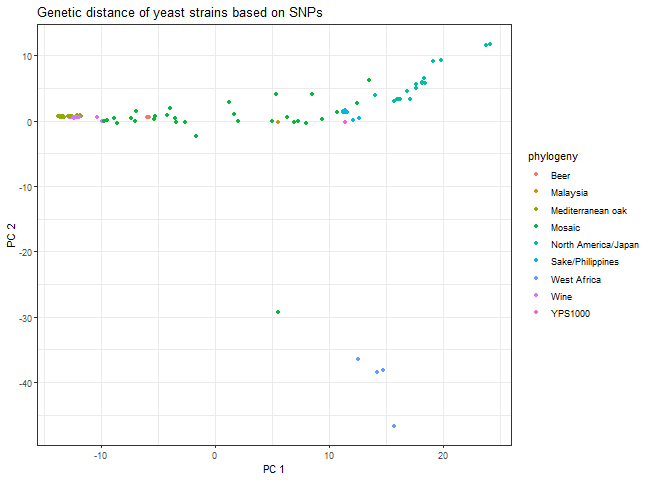 Genetic distance of yeast strains based on SNPs
10
0
-10
-20
-30
-40
PC 2
-10
0
10
20
PC 1
phylogeny
Beer
Malaysia
Mediterranean oak
Mosaic
North America/Japan
Sake/Philippines
West Africa
Wine
YPS1000